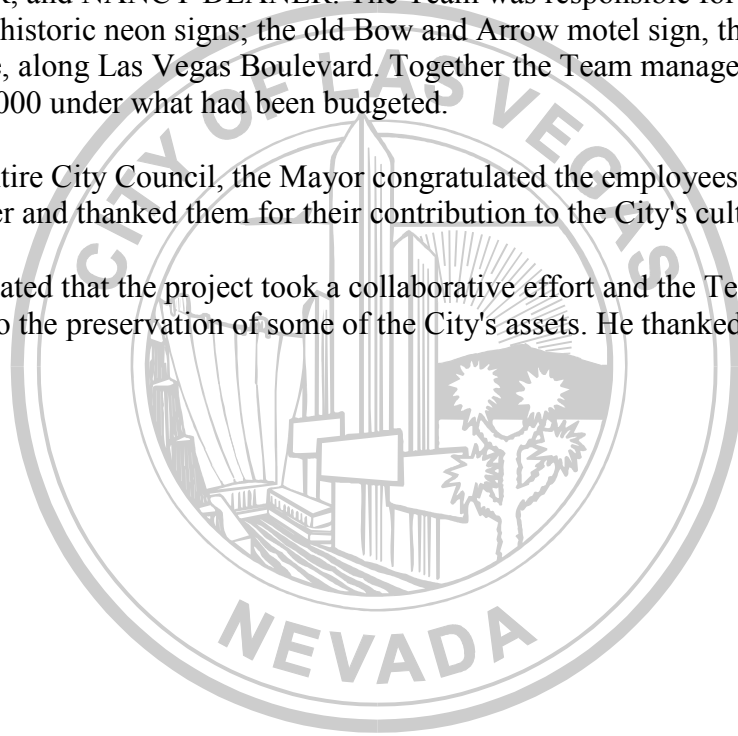 and NANCY DEANER. The Team was responsible for
historic neon signs; the old Bow and Arrow motel sign, th
, along Las Vegas Boulevard. Together the Team manage
000 under what had been budgeted.
tire City Council, the Mayor congratulated the employees
er and thanked them for their contribution to the City's cult
ated that the project took a collaborative effort and the Te
o the preservation of some of the City's assets. He thanked
CITY OF LAS VEGAS
NEVADA